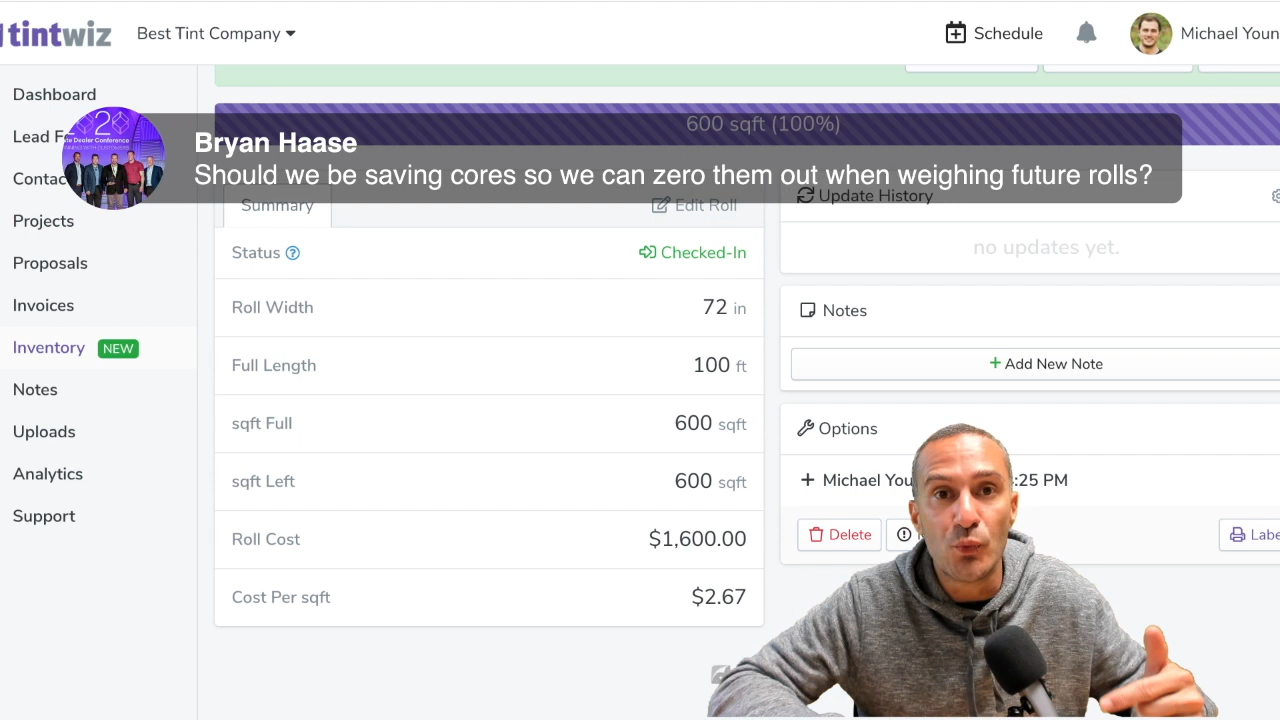 tintwiz
Best Tint Company
Schedule
Michael Youn
Dashboard
600 sqft (100%)
Lead F
Bryan Haase
Should we be saving cores so we can zero them out when weighing future rolls?
Contac
Update History
Summary
Edit Roll
Projects
no updates yet.
Status
Checked-In
Proposals
Roll Width
72 in
Notes
Invoices
Inventory NEW
Full Length
100 ft
+ Add New Note
Notes
sqft Full
600 sqft
Options
Uploads
Analytics
sqft Left
600 sqft
+ Michael You
:25 PM
Support
Roll Cost
$1,600.00
Delete
Labe
Cost Per sqft
$2.67